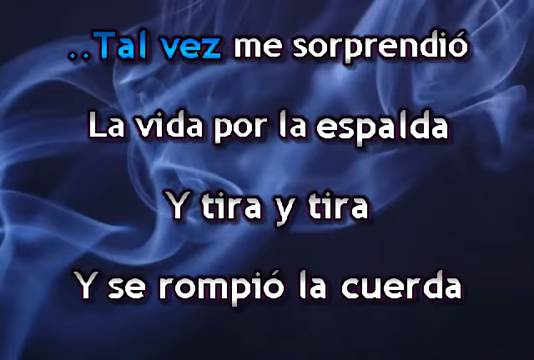 ..Tal vez me sorprendió
La vida por la espalda
Y tira y tira
Y se rompió la cuerda